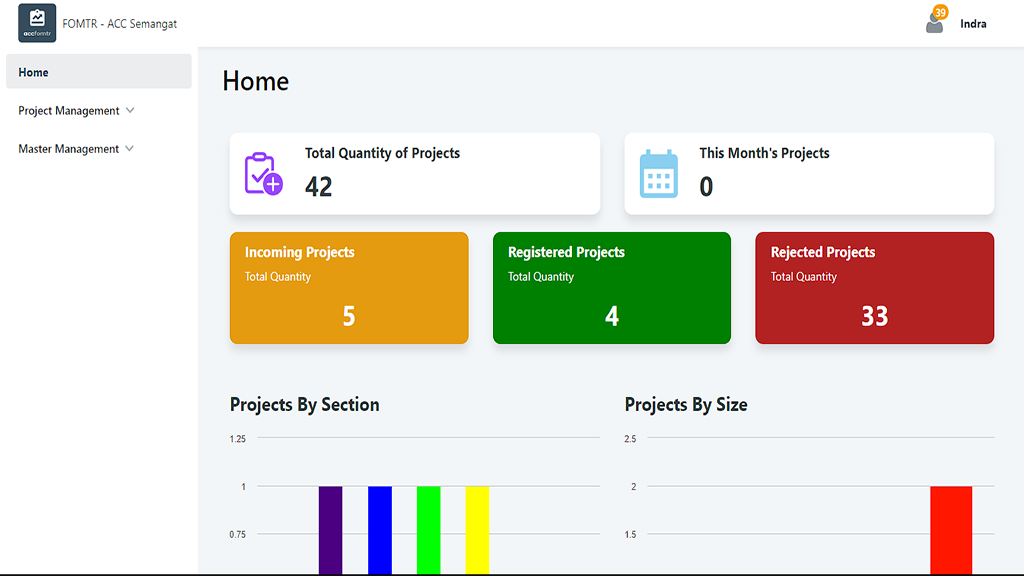 accfomtr
FOMTR - ACC Semangat
39
Indra
Home
Project Management
Master Management
Home
Total Quantity of Projects
42
This Month's Projects
0
Incoming Projects
Total Quantity
5
Registered Projects
Total Quantity
4
Rejected Projects
Total Quantity
33
Projects By Section
1.25
1
0.75
Projects By Size
2.5
2
1.5